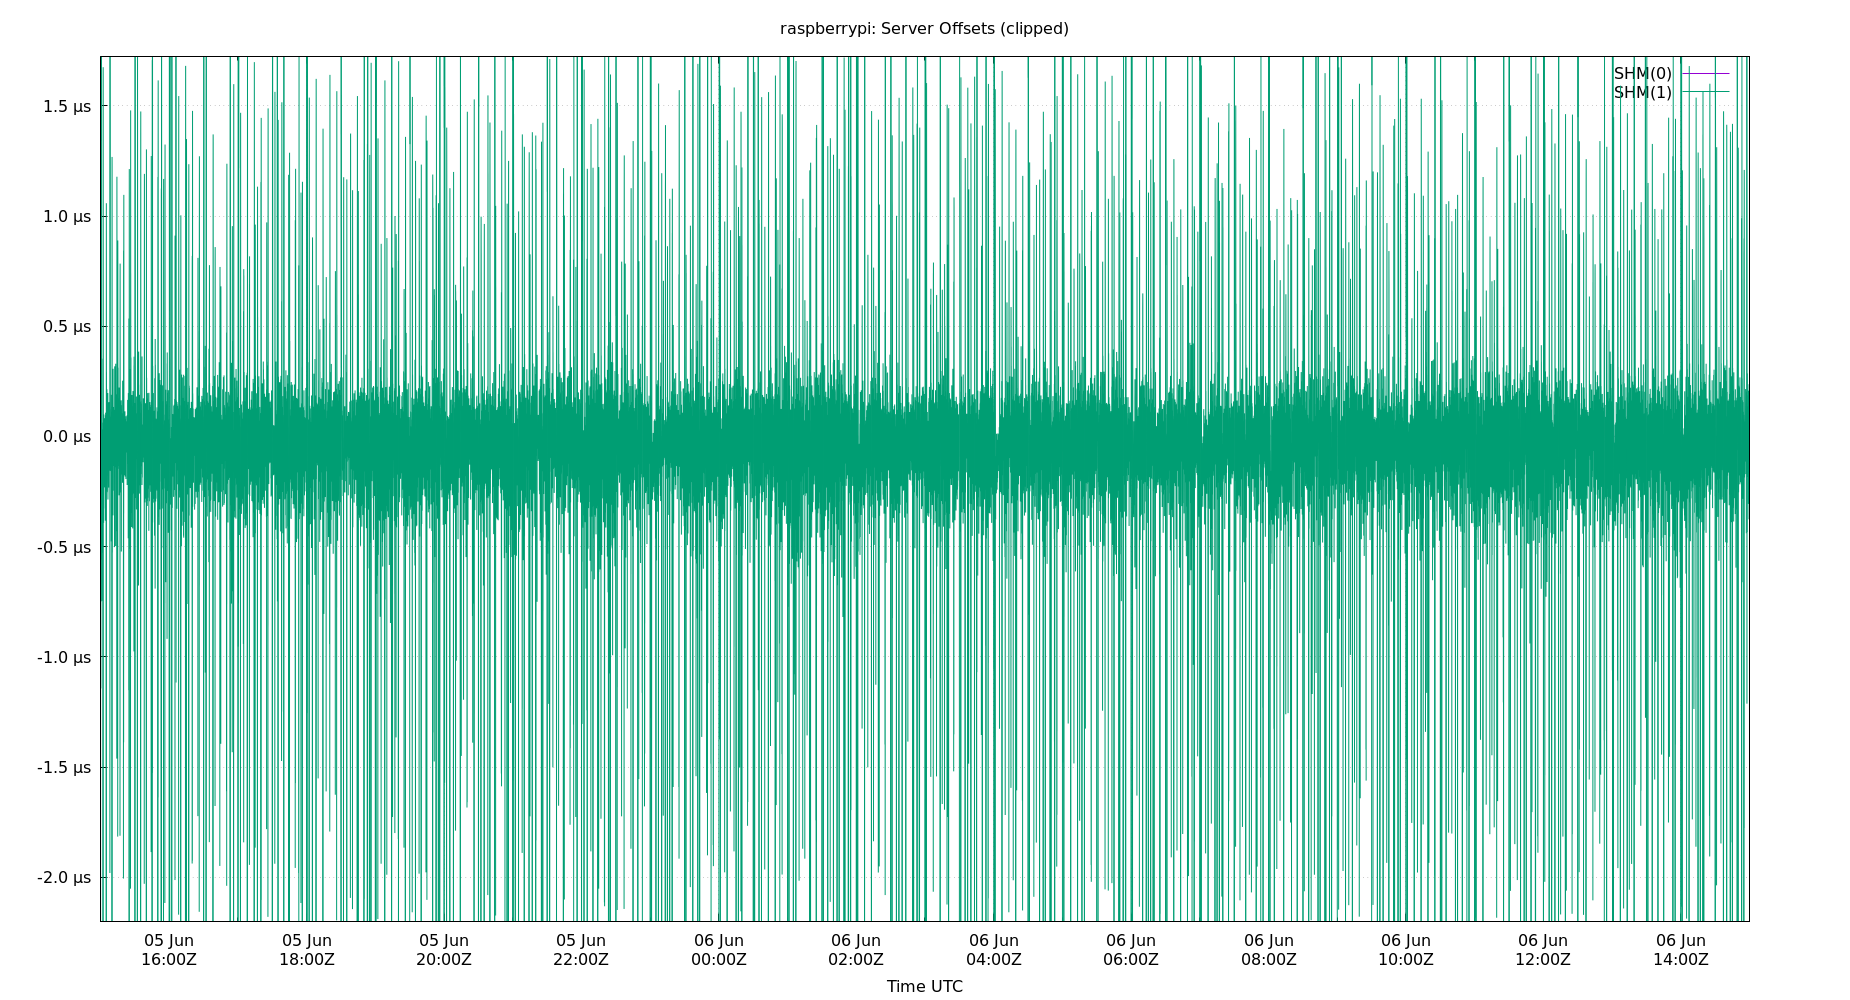 raspberrypi: Server Offsets (clipped)
SHM(0)
SHM(1)
1.5 µs
1.0 µs
0.5 µs
0.0 µs
-0.5 µs
-1.0 µs
-1.5 µs
-2.0 µs
05 Jun 05 Jun 05 Jun 05 Jun 06 Jun 06 Jun 06 Jun 06 Jun 06 Jun 06 Jun 06 Jun 06 Jun
16:00Z 18:00Z 20:00Z 22:00Z 00:00Z 02:00Z 04:00Z 06:00Z 08:00Z 10:00Z 12:00Z 14:00Z
Time UTC